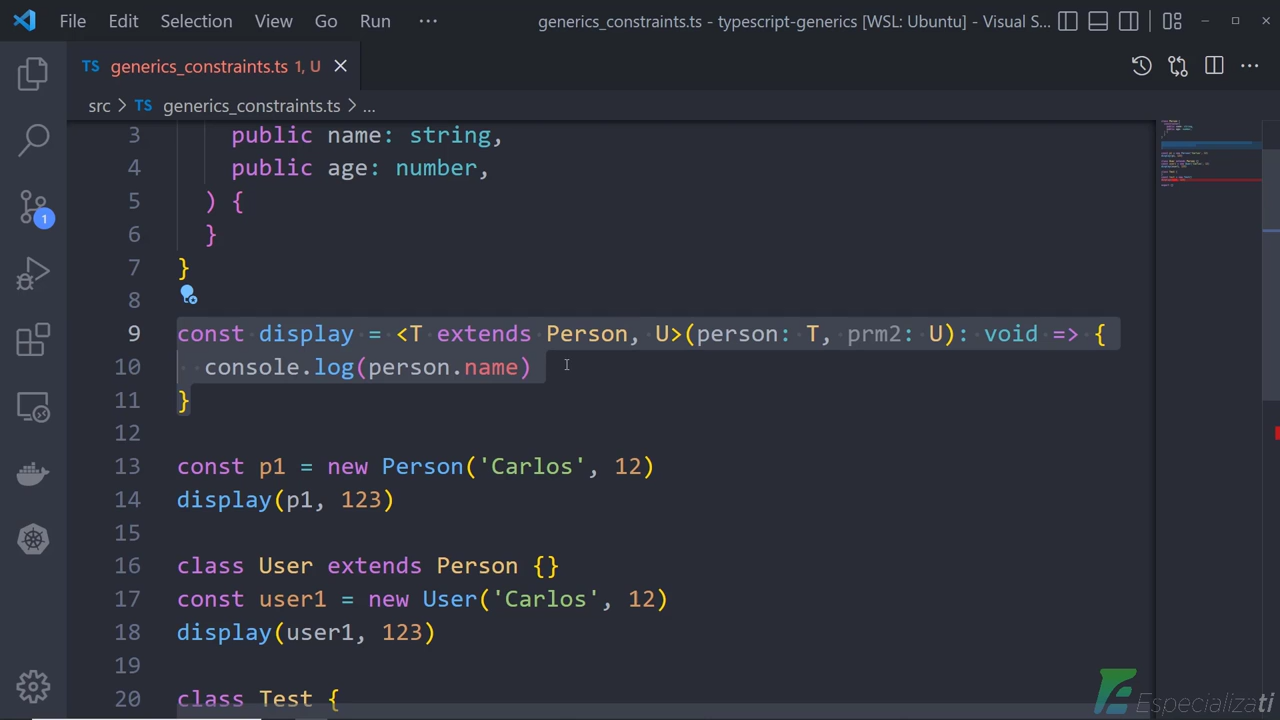 File Edit Selection View Go Run ··· generics_constraints.ts - typescript-generics [WSL: Ubuntu] - Visual S...
TS generics_constraints.ts 1, U
src > TS generics_constraints.ts > ...
3 public name: string,
4 public age: number,
5 ) {
6 }
7 }
8
9 const display = <T extends Person, U>(person: T, prm2: U): void => {
10 console.log(person.name)
11 }
12
13 const p1 = new Person('Carlos', 12)
14 display(p1, 123)
15
16 class User extends Person {}
17 const user1 = new User('Carlos', 12)
18 display(user1, 123)
19
20 class Test {
1
Especializati